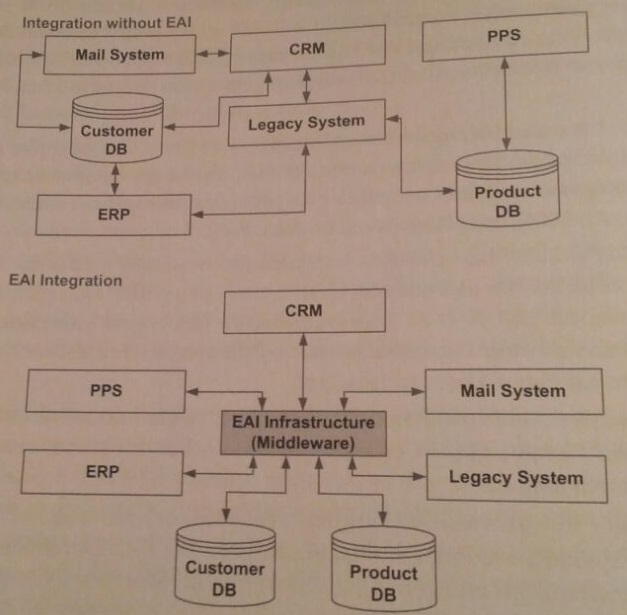 Integration without EAI
Mail System
CRM
PPS
Customer
DB
Legacy System
Product
DB
ERP
EAI Integration
CRM
PPS
Mail System
EAI Infrastructure
(Middleware)
ERP
Legacy System
Customer
DB
Product
DB